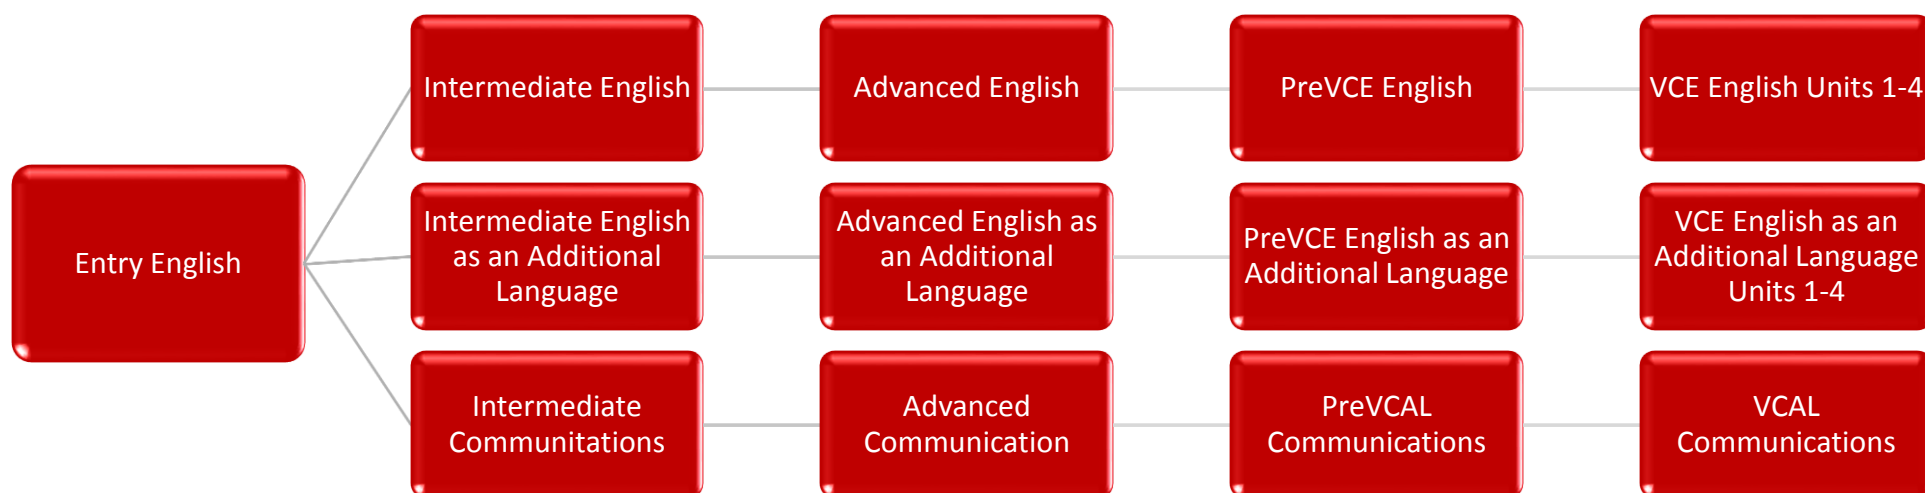 Entry English
Intermediate English
Advanced English
PreVCE English
VCE English Units 1-4
Intermediate English
as an Additional
Language
Advanced English as
an Additional
Language
PreVCE English as an
Additional Language
VCE English as an
Additional Language
Units 1-4
Intermediate
Communitations
Advanced
Communication
PreVCAL
Communications
VCAL
Communications